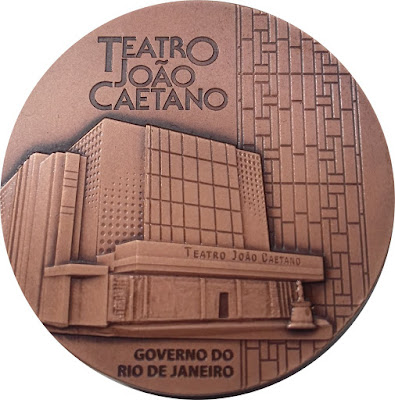 TEATRO
JOÃO
CAETANO
TEATRO JOÃO CAETANO
GOVERNO DO
RIO DE JANEIRO